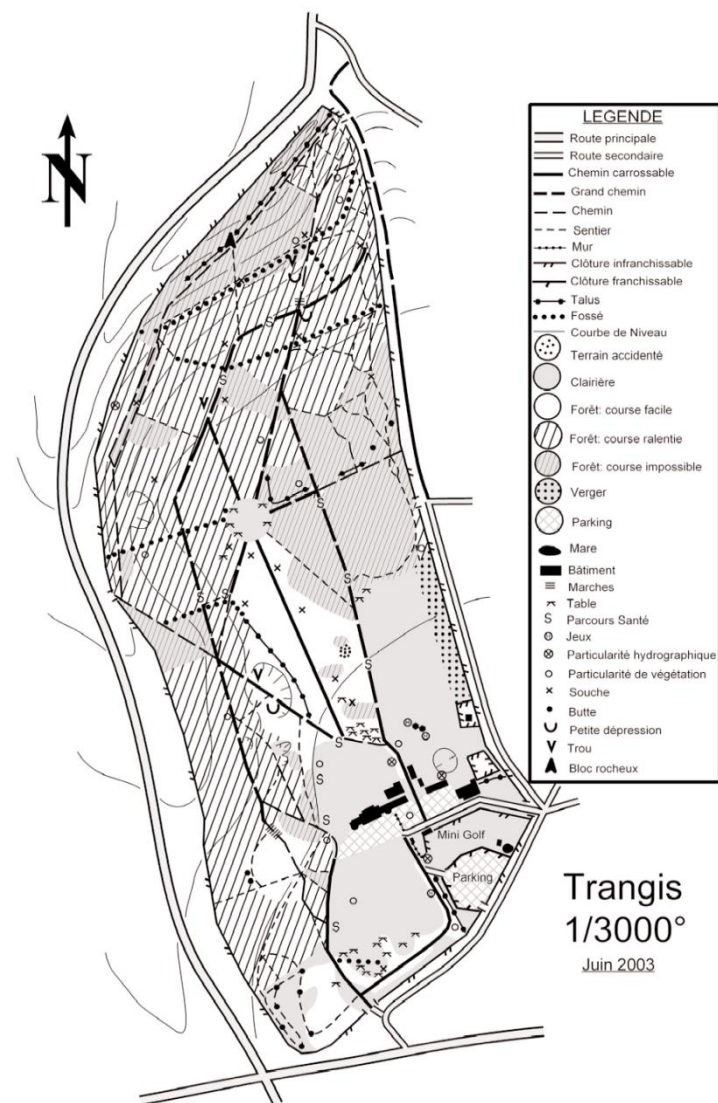 N
LEGENDE
Route principale
Route secondaire
Chemin carrossable
Grand chemin
Chemin
Sentier
Mur
Clôture infranchissable
Clôture franchissable
Talus
Fossé
Courbe de Niveau
Terrain accidenté
Clairière
Forêt: course facile
Forêt: course ralentie
Forêt: course impossible
Verger
Parking
Mare
Bâtiment
Marches
Table
S Parcours Santé
Jeux
Particularité hydrographique
Particularité de végétation
Souche
Butte
Petite dépression
Trou
Bloc rocheux
Mini Golf
Parking
Trangis
1/3000°
Juin 2003